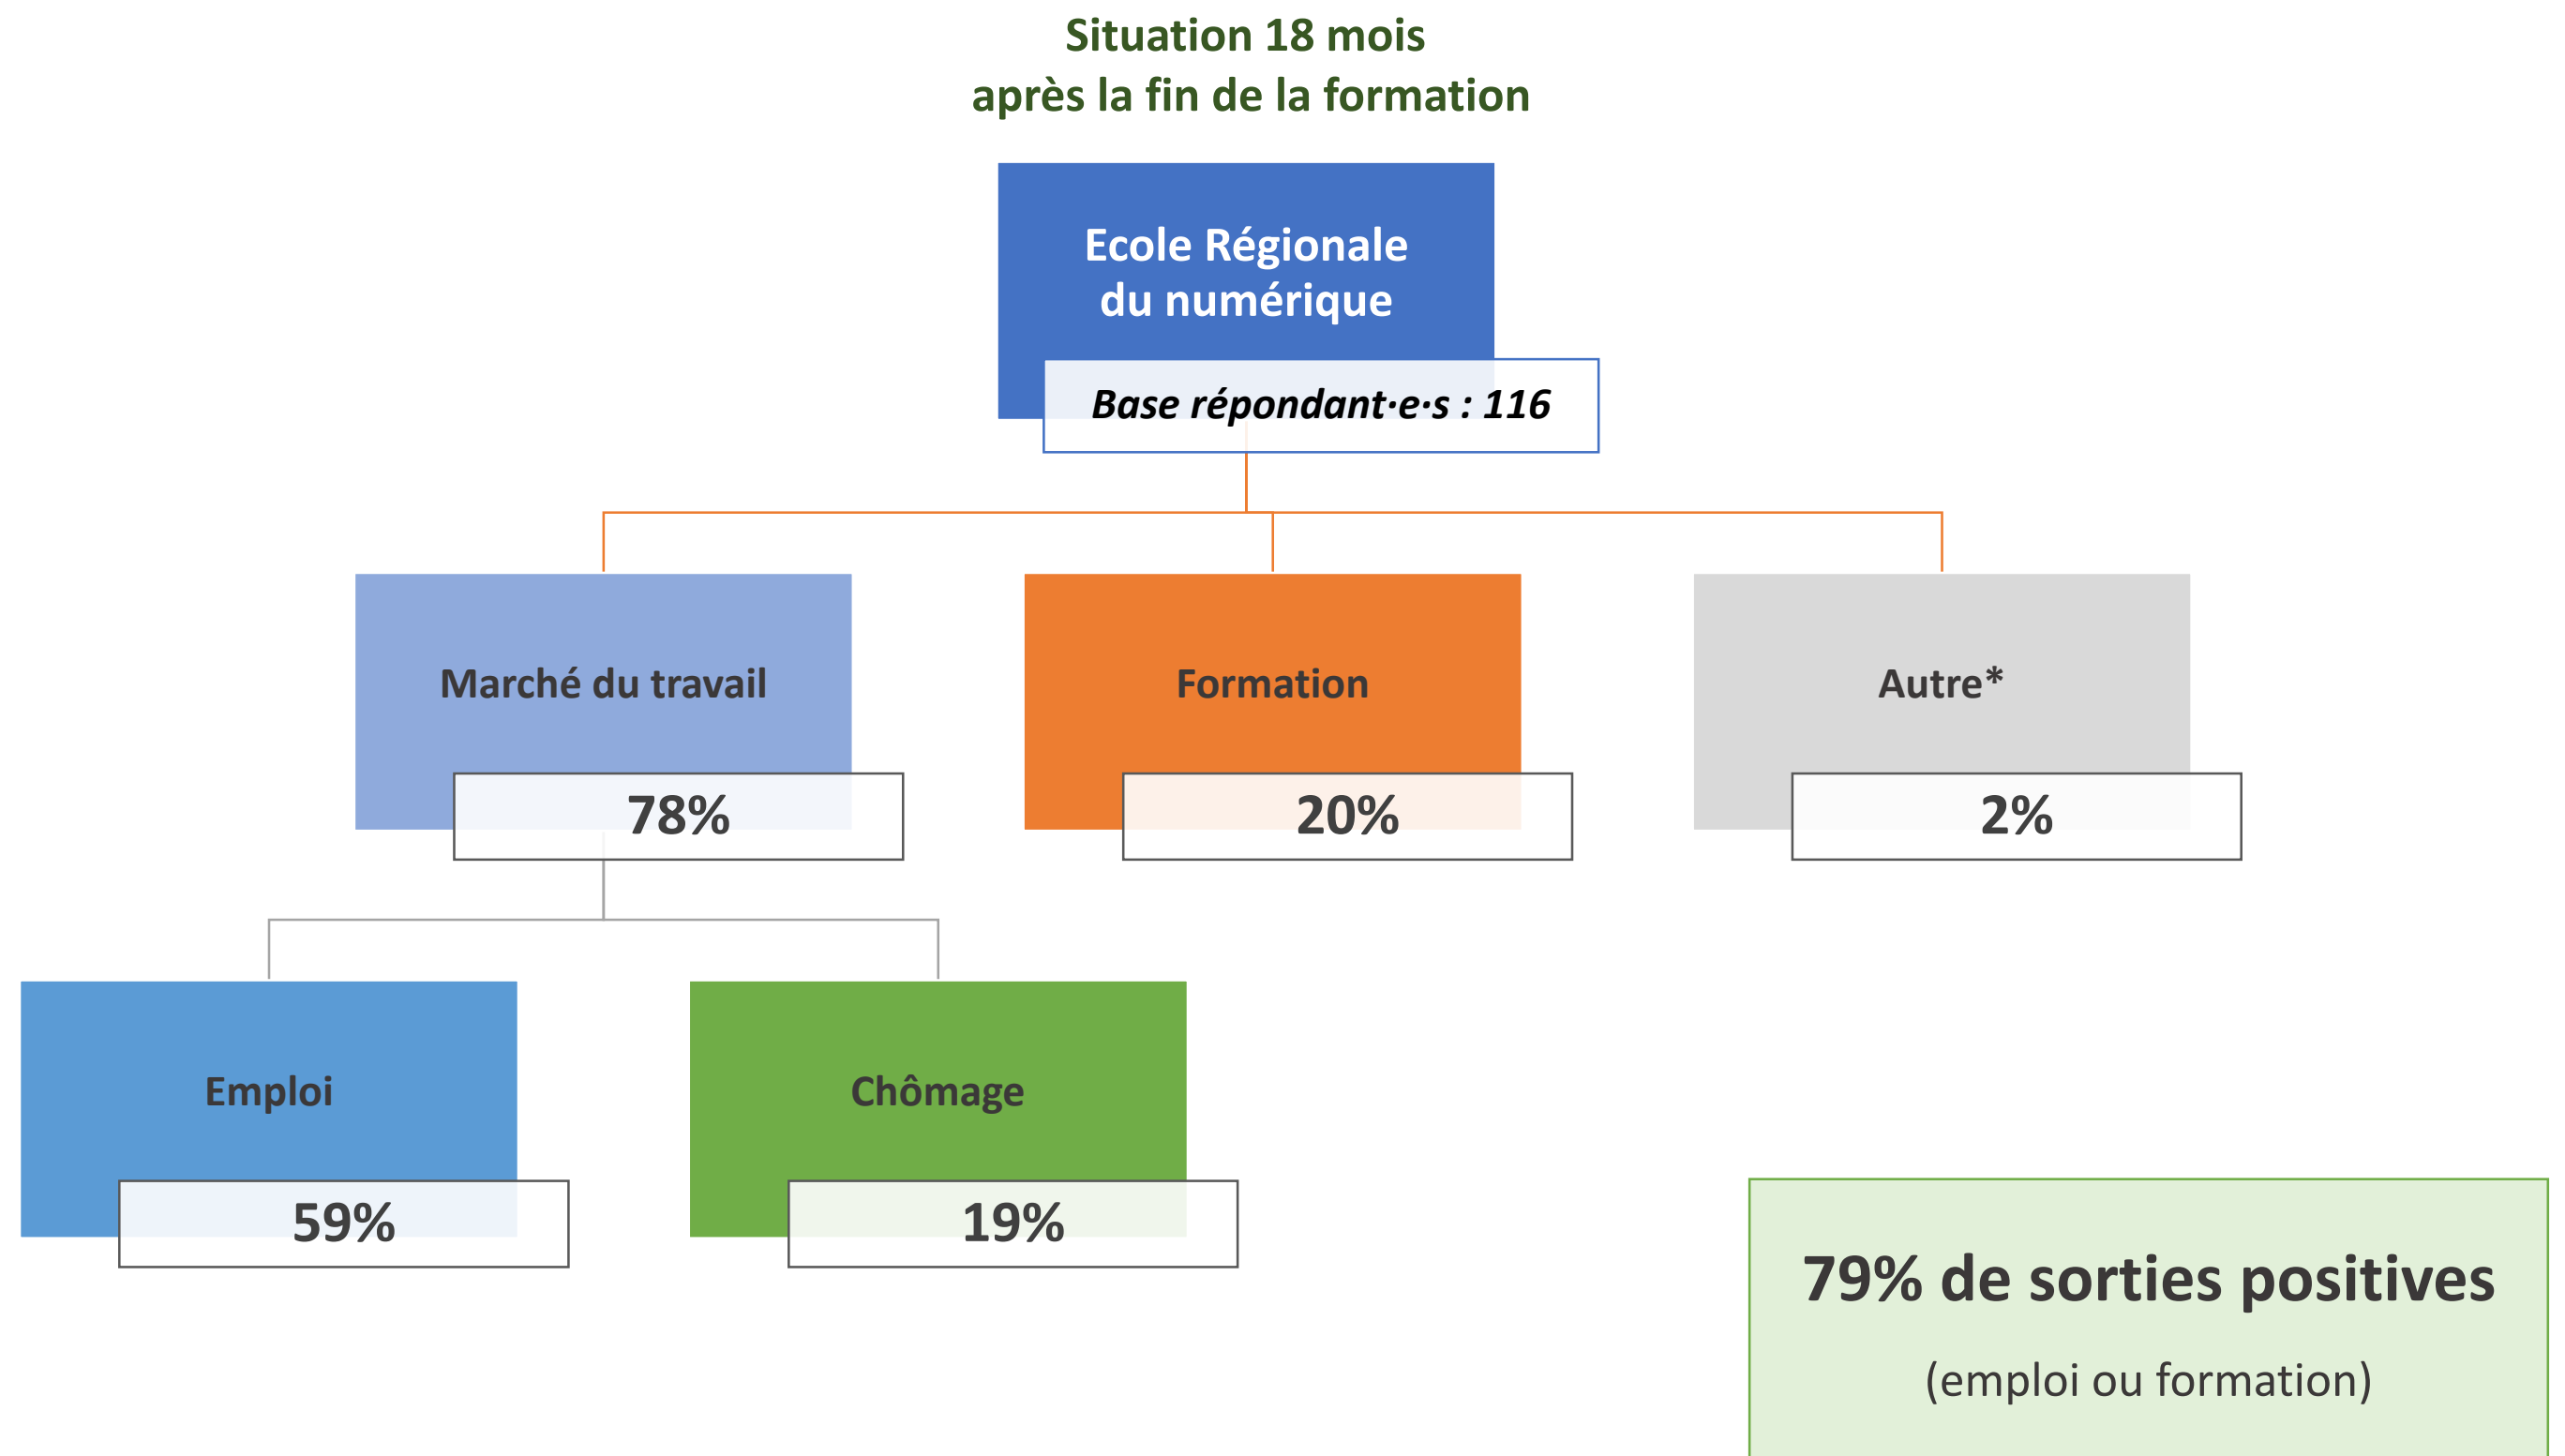 Situation 18 mois
après la fin de la formation
Ecole Régionale
du numérique
Base répondant·e·s : 116
Marché du travail
78%
Formation
20%
Autre*
2%
Emploi
59%
Chômage
19%
79% de sorties positives
(emploi ou formation)